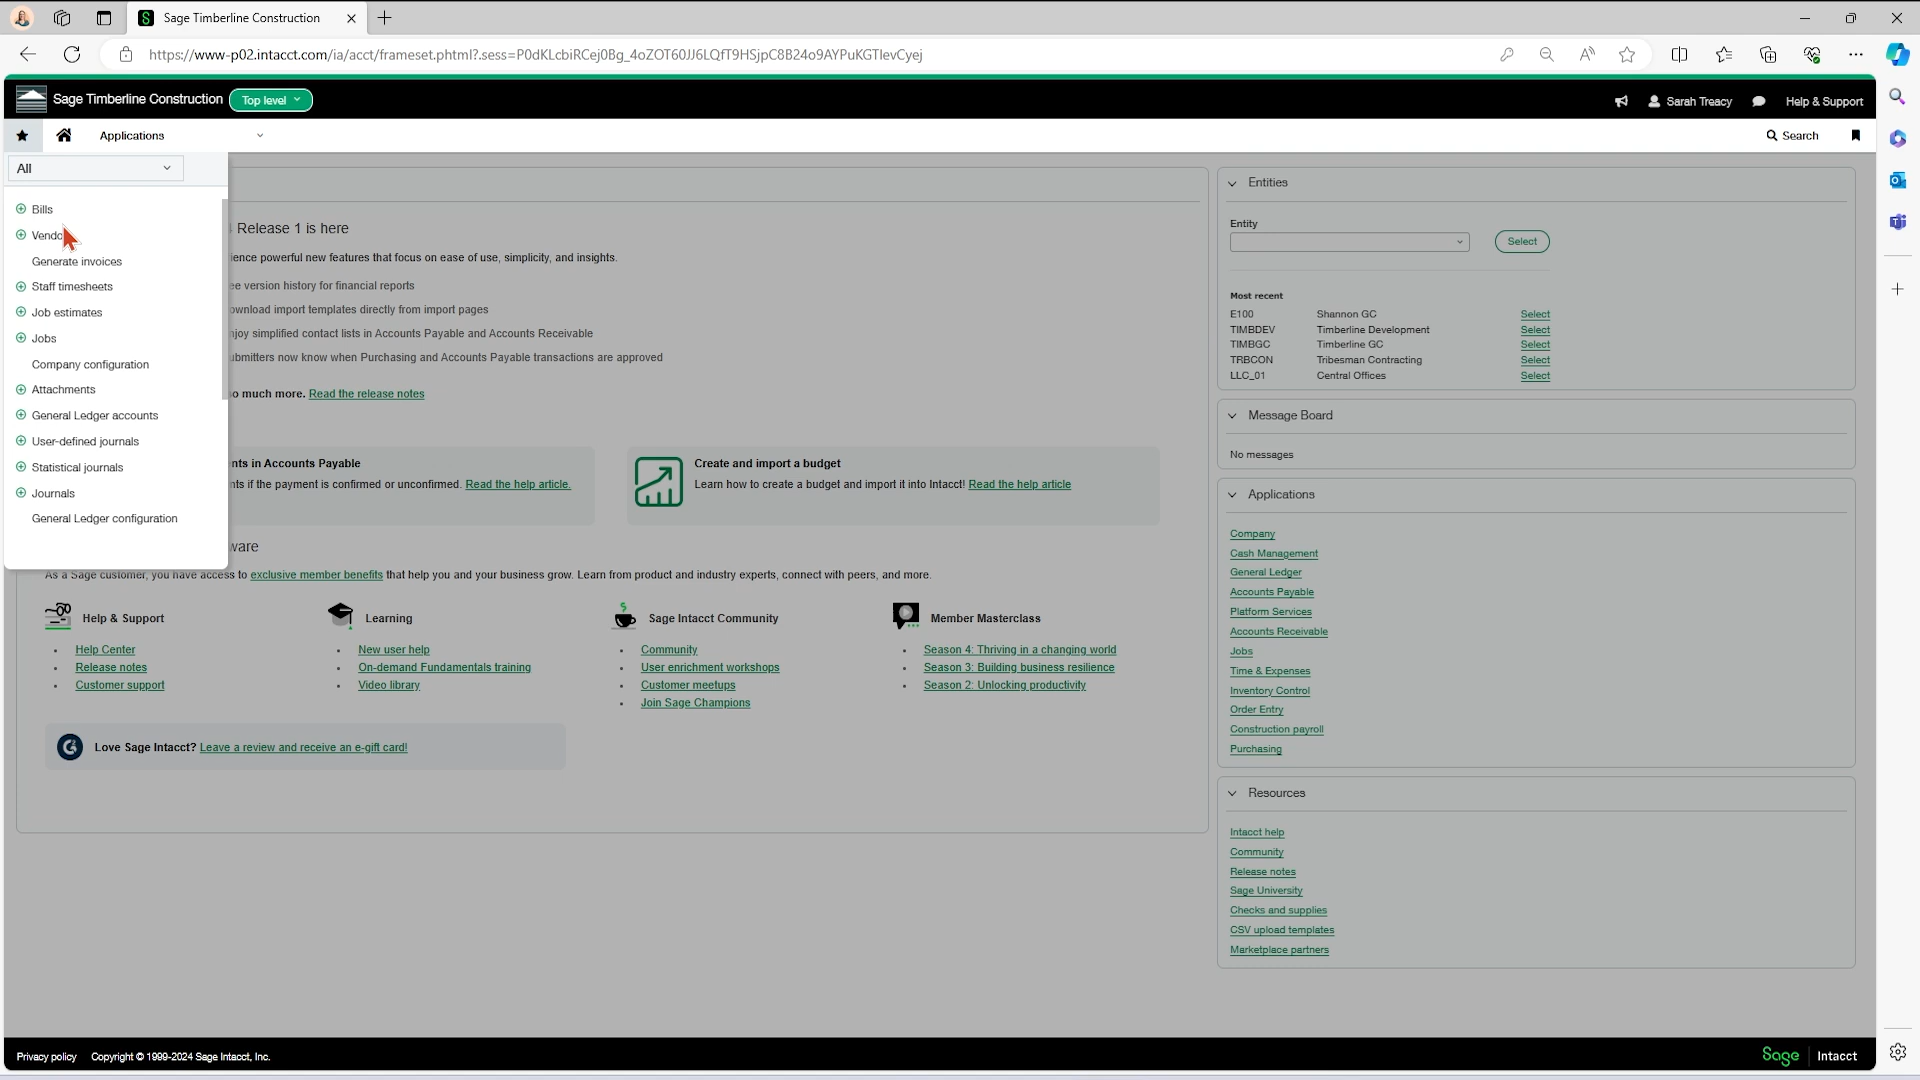 Sage Timberline Construction
https://www-p02.intacct.com/ia/acct/frameset.phtml?.sess=P0dKLcbiRCej0Bg_4oZOT60JJ6LQfT9HSjpC8B24o9AYPuKGTlevCyej
Sage Timberline Construction Top level Sarah Treacy Help & Support
Applications Search
All
Bills
Generate invoices
Staff timesheets
Job estimates
Jobs
Company configuration
Attachments
General Ledger accounts
User-defined journals
Statistical journals
Journals
General Ledger configuration
Release 1 is here
powerful new features that focus on ease of use, simplicity, and insights.
version history for financial reports
import templates directly from import pages
simplified contact lists in Accounts Payable and Accounts Receivable
now know when Purchasing and Accounts Payable transactions are approved
much more. Read the release notes
in Accounts Payable
if the payment is confirmed or unconfirmed. Read the help article.
Create and import a budget
Learn how to create a budget and import it into Intacct! Read the help article
As a Sage customer, you have access to exclusive member benefits that help you and your business grow. Learn from product and industry experts, connect with peers, and more.
Help & Support
Help Center
Release notes
Customer support
Learning
New user help
On-demand Fundamentals training
Video library
Sage Intacct Community
Community
User enrichment workshops
Customer meetups
Join Sage Champions
Member Masterclass
Season 4: Thriving in a changing world
Season 3: Building business resilience
Season 2: Unlocking productivity
Love Sage Intacct? Leave a review and receive an e-gift card!
Entities
Entity
Select
Most recent
E100 Shannon GC Select
TIMBDEV Timberline Development Select
TIMBGC Timberline GC Select
TRBCON Tribesman Contracting Select
LLC_01 Central Offices Select
Message Board
No messages
Applications
Company
Cash Management
General Ledger
Accounts Payable
Platform Services
Accounts Receivable
Jobs
Time & Expenses
Inventory Control
Order Entry
Construction payroll
Purchasing
Resources
Intacct help
Community
Release notes
Sage University
Checks and supplies
CSV upload templates
Marketplace partners
Privacy policy Copyright © 1999-2024 Sage Intacct, Inc.
Sage Intacct